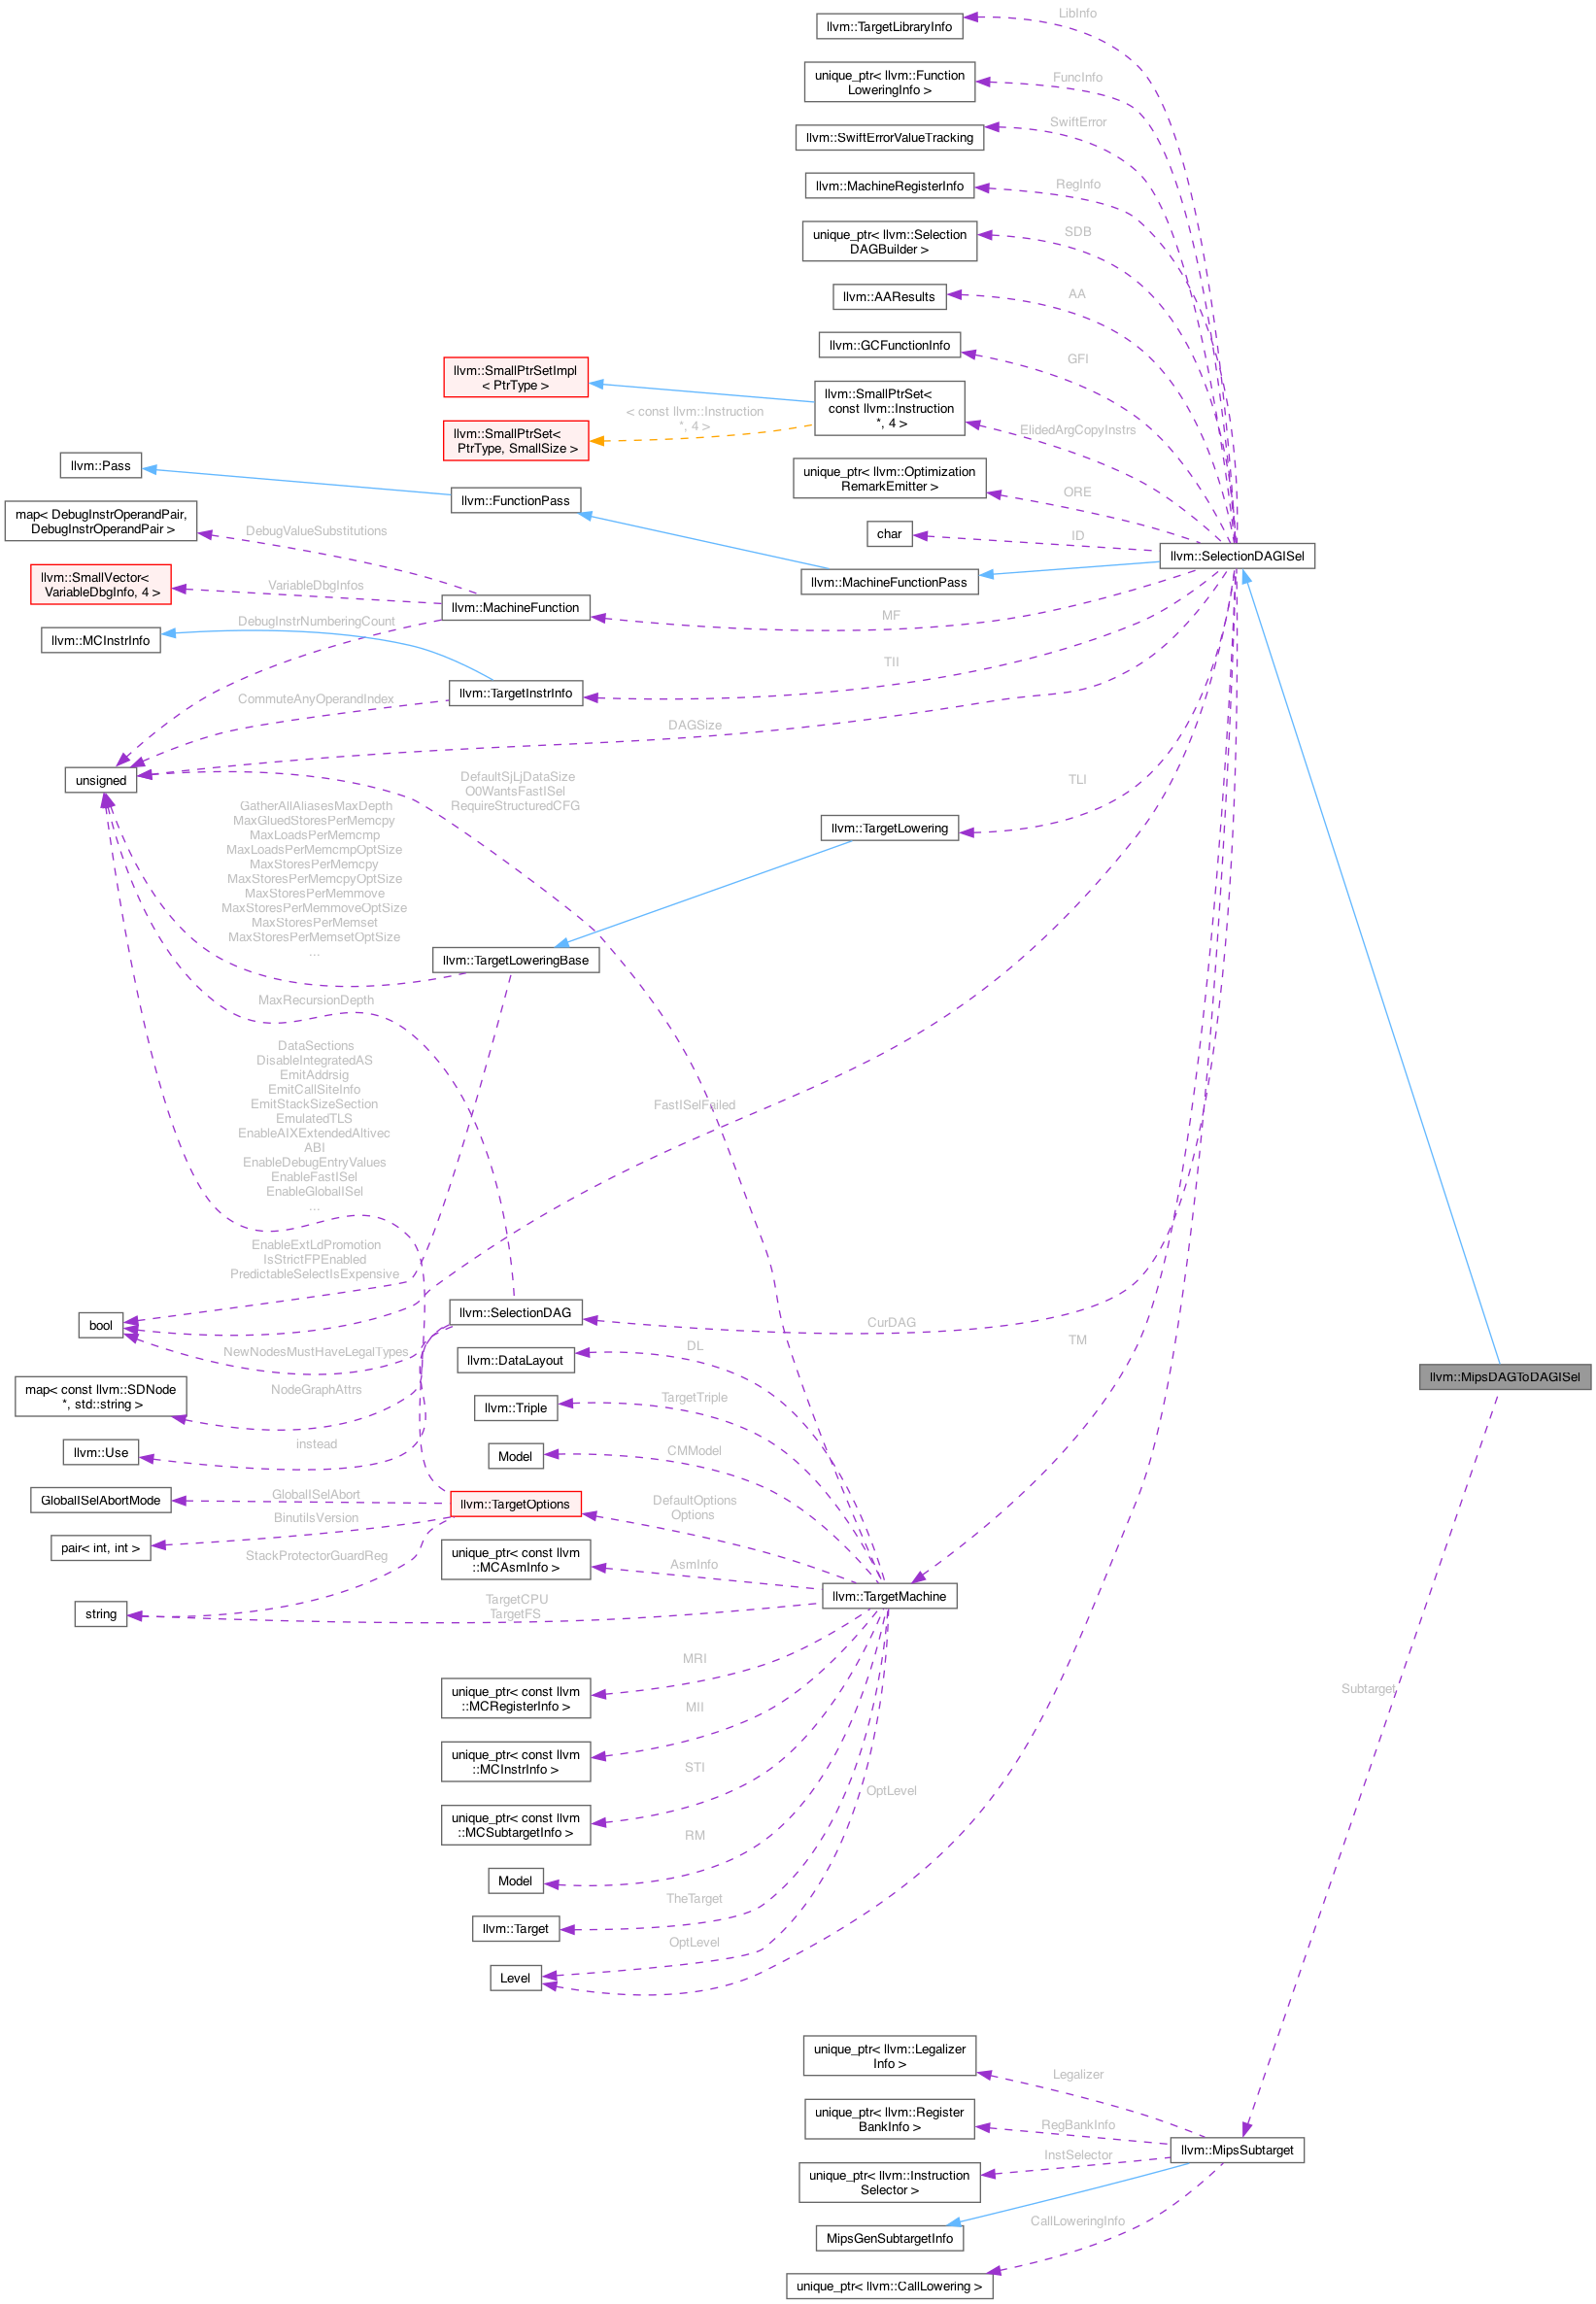 LibInfo
llvm::TargetLibraryInfo
unique_ptr< llvm::Function
LoweringInfo >
FuncInfo
SwiftError
llvm::SwiftErrorValueTracking
llvm::MachineRegisterInfo
RegInfo
unique_ptr< llvm::Selection
DAGBuilder >
SDB
llvm::AAResults
AA
llvm::GCFunctionInfo
GFI
llvm::SmallPtrSetImpl
< PtrType >
llvm::SmallPtrSet<
const llvm::Instruction
*, 4 >
< const llvm::Instruction
*, 4 >
ElidedArgCopyInstrs
llvm::SmallPtrSet<
PtrType, SmallSize >
llvm::Pass
unique_ptr< llvm::Optimization
RemarkEmitter >
ORE
llvm::FunctionPass
map< DebugInstrOperandPair,
DebugInstrOperandPair >
DebugValueSubstitutions
char
ID
llvm::SelectionDAGISel
llvm::SmallVector<
VariableDbgInfo, 4 >
VariableDbgInfos
llvm::MachineFunctionPass
llvm::MachineFunction
MF
DebugInstrNumberingCount
llvm::MCInstrInfo
TII
llvm::TargetInstrInfo
CommuteAnyOperandIndex
DAGSize
unsigned
DefaultSjLjDataSize
O0WantsFastISel
RequireStructuredCFG
TLI
GatherAllAliasesMaxDepth
MaxGluedStoresPerMemcpy
MaxLoadsPerMemcmp
MaxLoadsPerMemcmpOptSize
MaxStoresPerMemcpy
MaxStoresPerMemcpyOptSize
MaxStoresPerMemmove
MaxStoresPerMemmoveOptSize
MaxStoresPerMemset
MaxStoresPerMemsetOptSize
...
llvm::TargetLowering
llvm::TargetLoweringBase
MaxRecursionDepth
DataSections
DisableIntegratedAS
EmitAddrsig
EmitCallSiteInfo
EmitStackSizeSection
EmulatedTLS
EnableAIXExtendedAltivec
ABI
EnableDebugEntryValues
EnableFastISel
EnableGlobalISel
...
FastISelFailed
EnableExtLdPromotion
IsStrictFPEnabled
PredictableSelectIsExpensive
bool
llvm::SelectionDAG
CurDAG
NewNodesMustHaveLegalTypes
llvm::DataLayout
DL
TM
llvm::MipsDAGToDAGISel
map< const llvm::SDNode
*, std::string >
NodeGraphAttrs
llvm::Triple
TargetTriple
llvm::Use
instead
Model
CMModel
GlobalISelAbortMode
GlobalISelAbort
llvm::TargetOptions
DefaultOptions
Options
BinutilsVersion
pair< int, int >
StackProtectorGuardReg
unique_ptr< const llvm
::MCAsmInfo >
AsmInfo
llvm::TargetMachine
string
TargetCPU
TargetFS
MRI
unique_ptr< const llvm
::MCRegisterInfo >
Subtarget
MII
unique_ptr< const llvm
::MCInstrInfo >
STI
OptLevel
unique_ptr< const llvm
::MCSubtargetInfo >
RM
Model
TheTarget
llvm::Target
OptLevel
Level
unique_ptr< llvm::Legalizer
Info >
Legalizer
unique_ptr< llvm::Register
BankInfo >
RegBankInfo
llvm::MipsSubtarget
InstSelector
unique_ptr< llvm::Instruction
Selector >
CallLoweringInfo
MipsGenSubtargetInfo
unique_ptr< llvm::CallLowering >